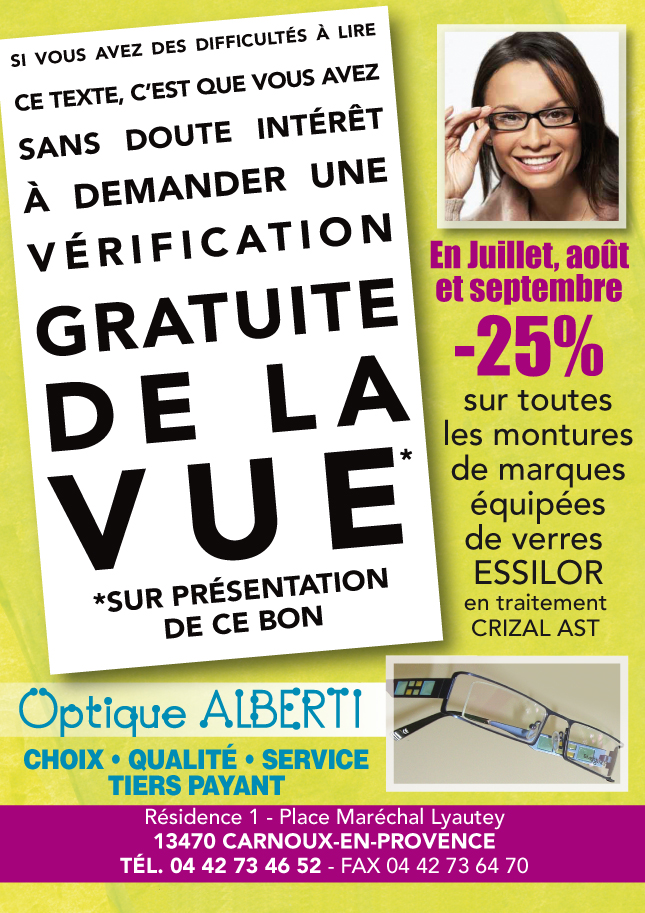 SI VOUS AVEZ DES DIFFICULTÉS À LIRE
CE TEXTE, C'EST QUE VOUS AVEZ
SANS DOUTE INTÉRÊT
À DEMANDER UNE
VÉRIFICATION
GRATUITE
DE LA
VUE*
*SUR PRÉSENTATION
DE CE BON
En Juillet, août
et septembre
-25%
sur toutes
les montures
de marques
équipées
de verres
ESSILOR
en traitement
CRIZAL AST
Optique ALBERTI
CHOIX • QUALITÉ • SERVICE
TIERS PAYANT
Résidence 1 - Place Maréchal Lyautey
13470 CARNOUX-EN-PROVENCE
TÉL. 04 42 73 46 52 - FAX 04 42 73 64 70